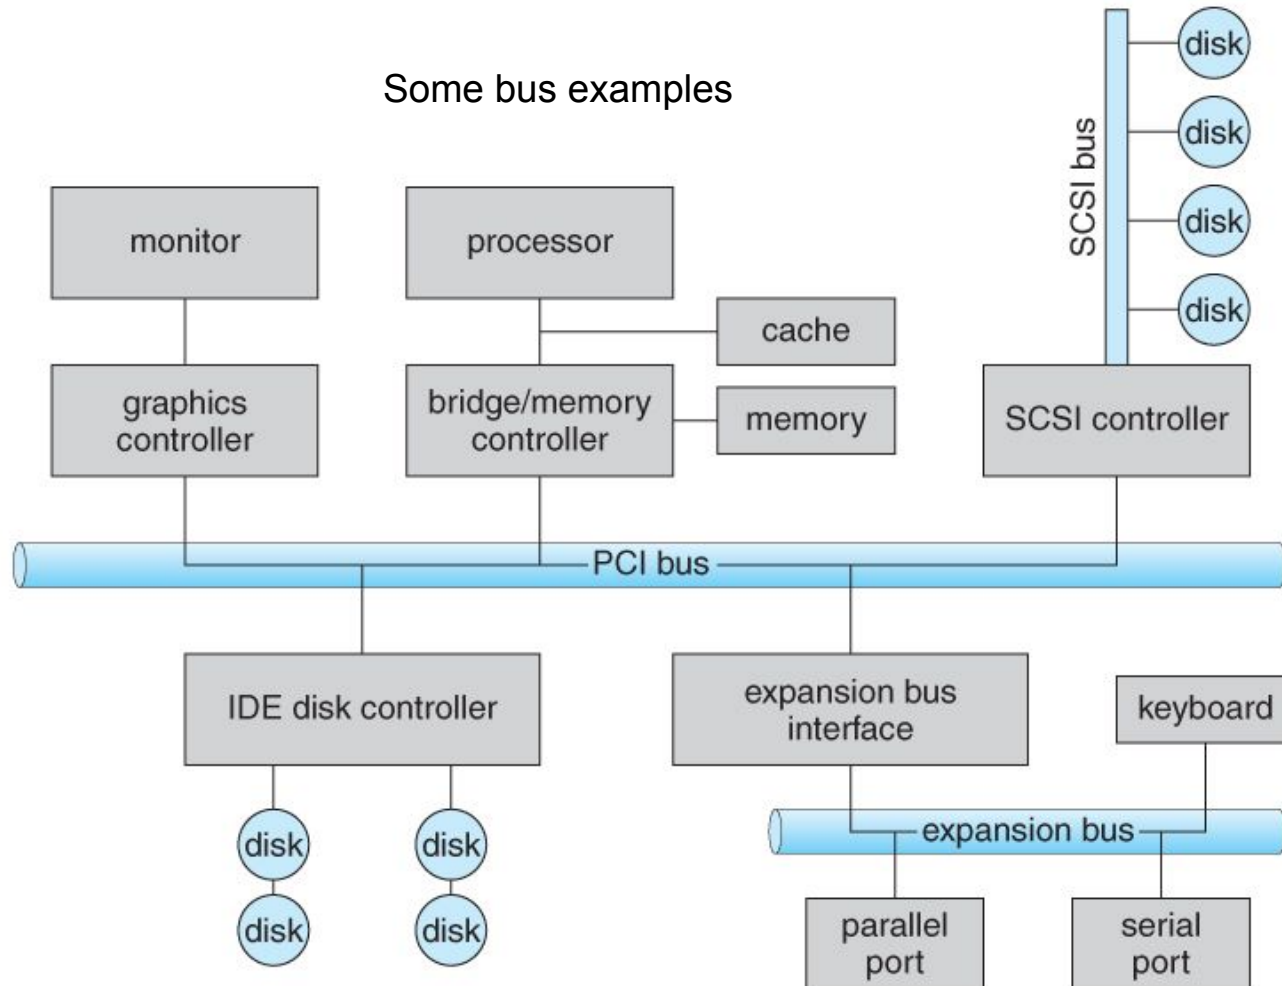 disk
Some bus examples
disk
SCSI bus
disk
monitor
processor
disk
cache
graphics
controller
bridge/memory
controller
memory
SCSI controller
PCI bus
IDE disk controller
expansion bus
interface
keyboard
disk
disk
expansion bus
disk
disk
parallel
port
serial
port